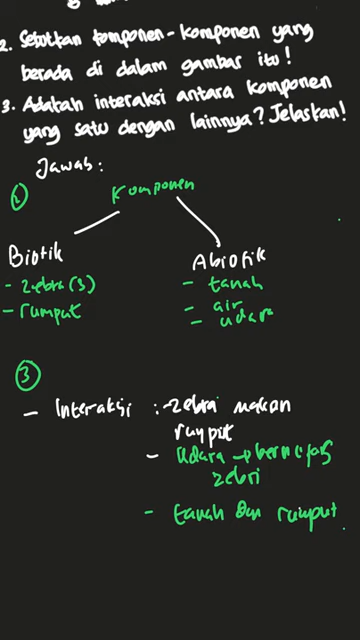 2. Sebutkan komponen-komponen yang
berada di dalam gambar itu!
3. Adakah interaksi antara komponen
yang satu dengan lainnya? Jelaskan!
Jawab:
② Komponen
Biotik
- zebra (3)
- rumput
Abiotik
- tanah
- air
- udara
③
- Interaksi : - zebra makan
rumput
- udara → bernafas
zebra
- tanah dan rumput